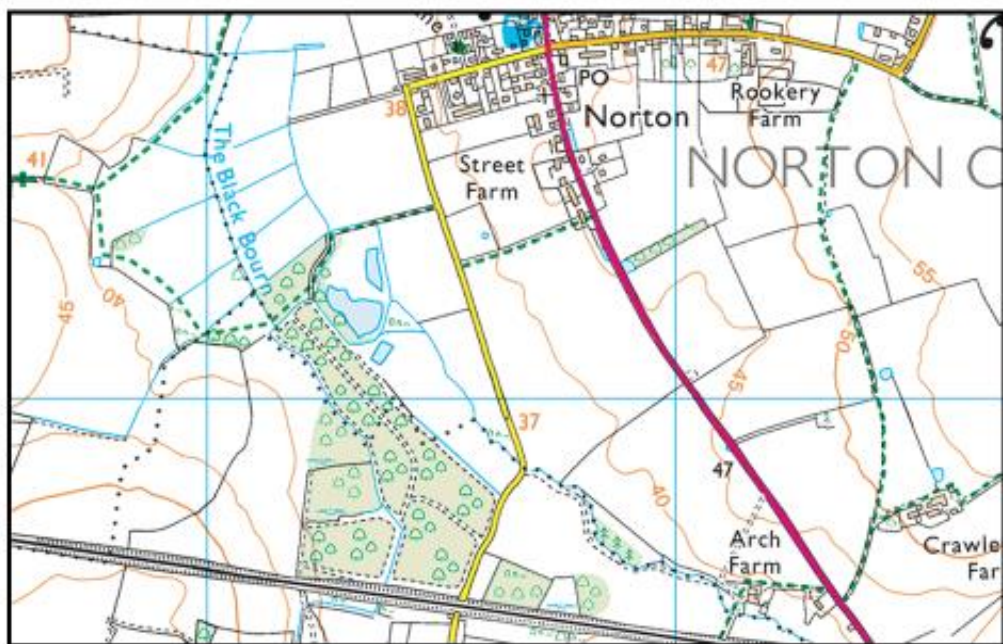 47
PO
38
Norton
Rookery
Farm
41
The Black Bourn
Street
Farm
NORTON C
55
40
45
50
45
37
47
40
Arch
Farm
Crawle
Far